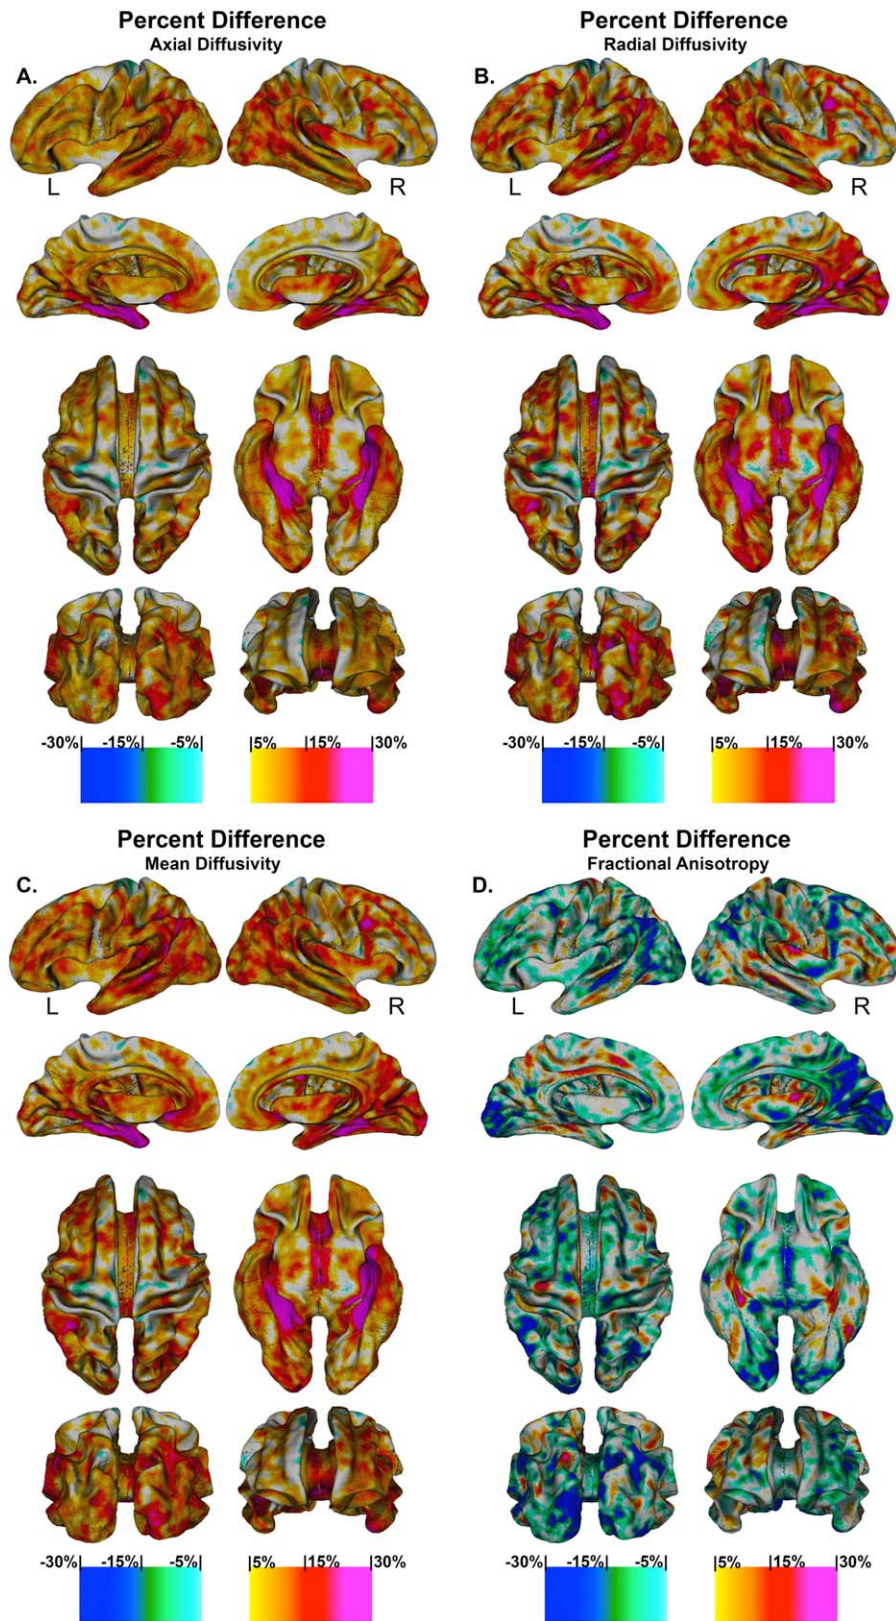 Percent Difference
Axial Diffusivity
A.
L R
-30% -15% -5% 5% 15% 30%
Percent Difference
Radial Diffusivity
B.
L R
-30% -15% -5% 5% 15% 30%
Percent Difference
Mean Diffusivity
C.
L R
-30% -15% -5% 5% 15% 30%
Percent Difference
Fractional Anisotropy
D.
L R
-30% -15% -5% 5% 15% 30%